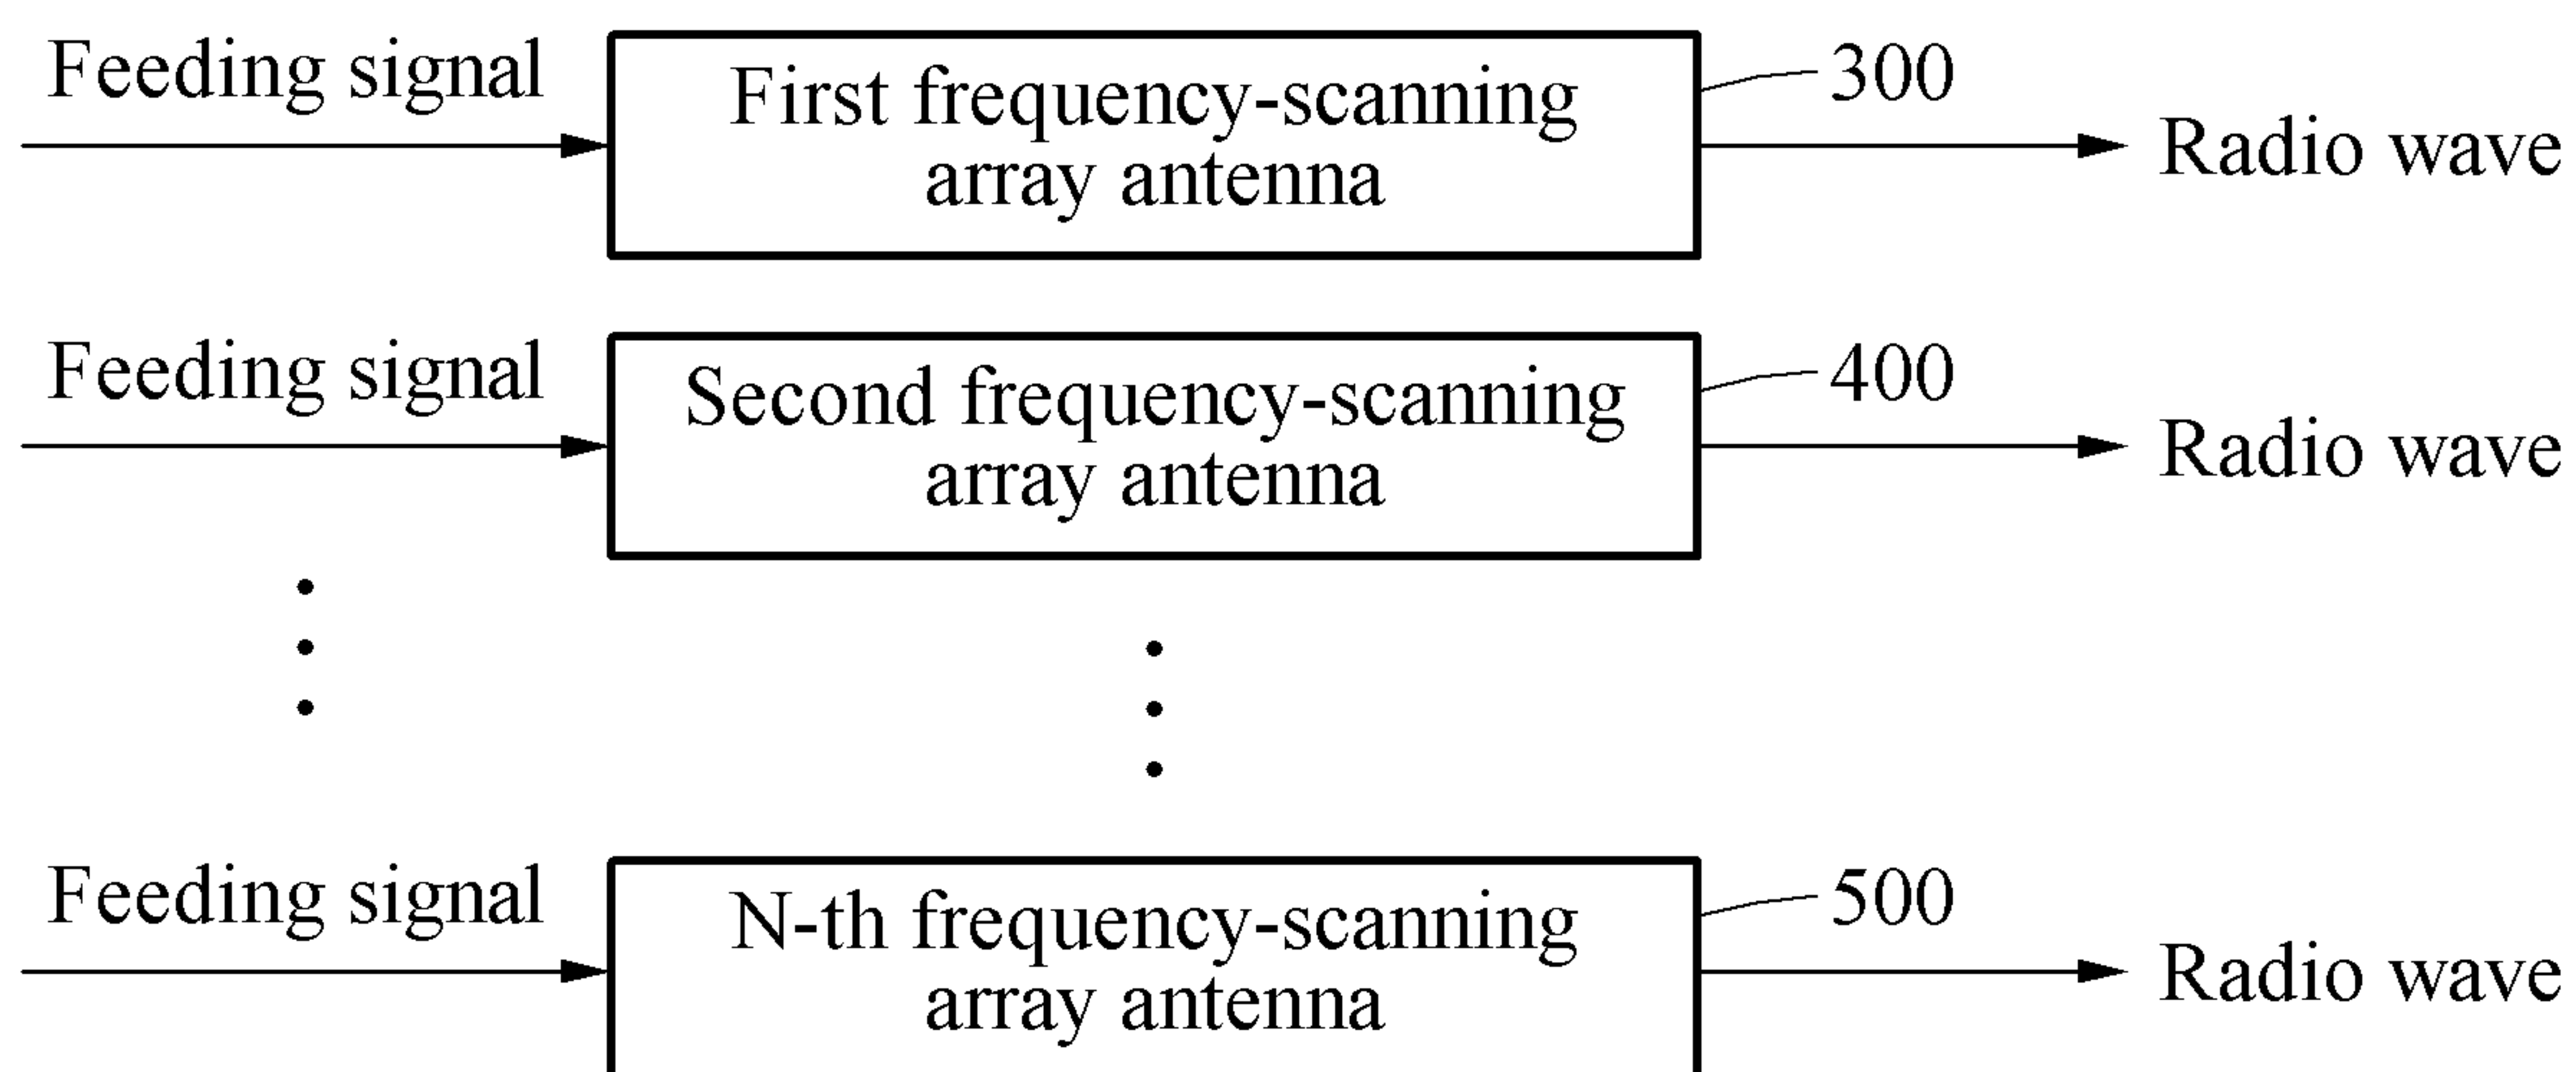 Feeding signal
First frequency-scanning
array antenna
300
Radio wave
Feeding signal
Second frequency-scanning
array antenna
400
Radio wave
Feeding signal
N-th frequency-scanning
array antenna
500
Radio wave